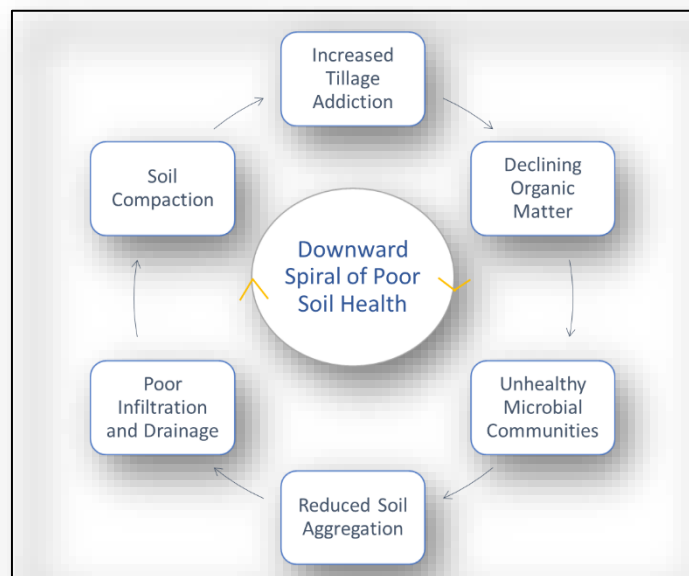 Increased
Tillage
Addiction
Declining
Organic
Matter
Unhealthy
Microbial
Communities
Reduced Soil
Aggregation
Poor
Infiltration
and Drainage
Soil
Compaction
Downward
Spiral of Poor
Soil Health